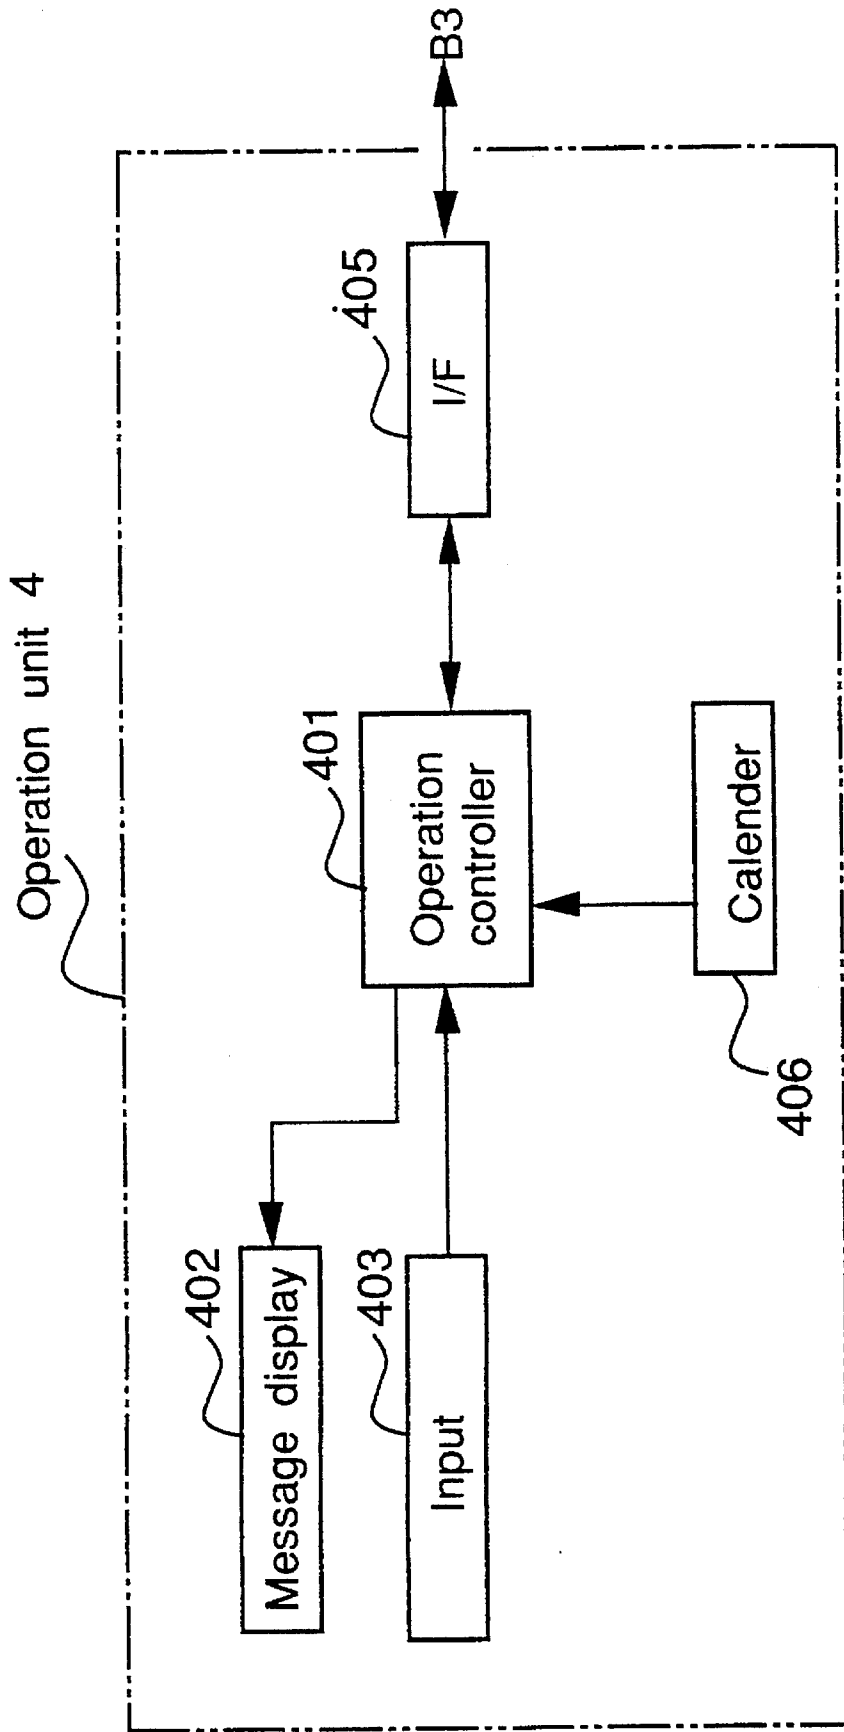 Operation unit 4
402
Message display
403
Input
401
Operation
controller
405
I/F
B3
406
Calender